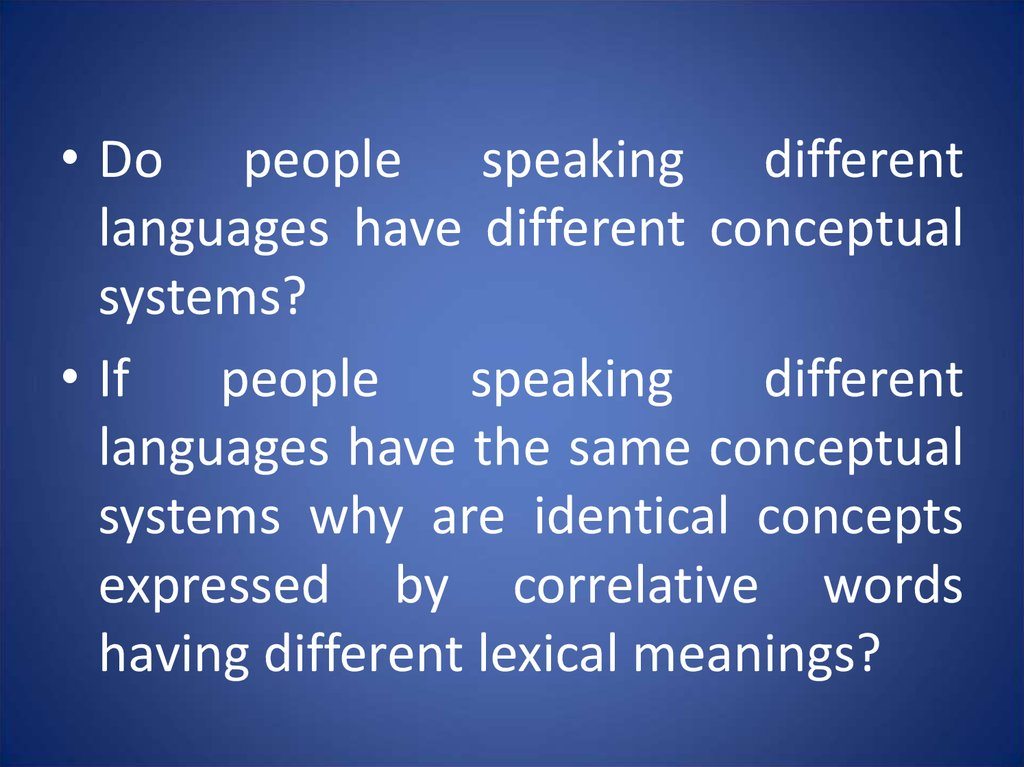 • Do people speaking different
languages have different conceptual
systems?
• If people speaking different
languages have the same conceptual
systems why are identical concepts
expressed by correlative words
having different lexical meanings?